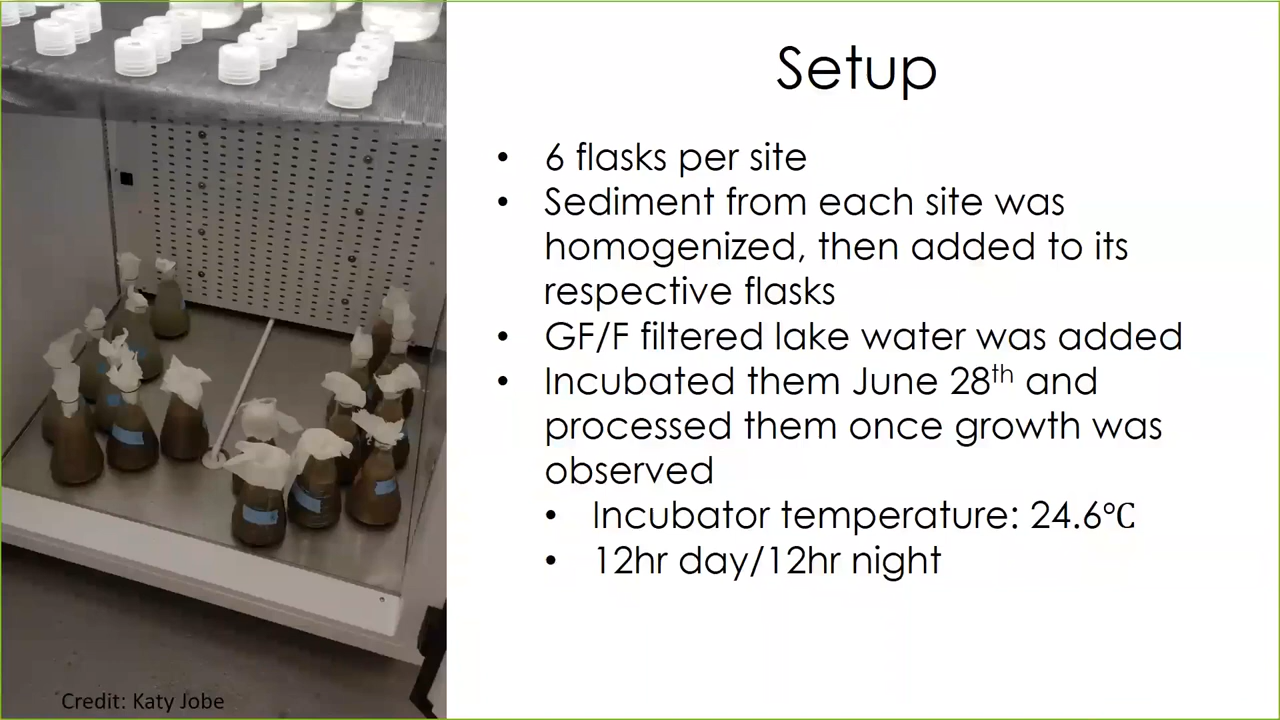 Setup
• 6 flasks per site
• Sediment from each site was
homogenized, then added to its
respective flasks
• GF/F filtered lake water was added
• Incubated them June 28th and
processed them once growth was
observed
• Incubator temperature: 24.6℃
• 12hr day/12hr night
Credit: Katy Jobe